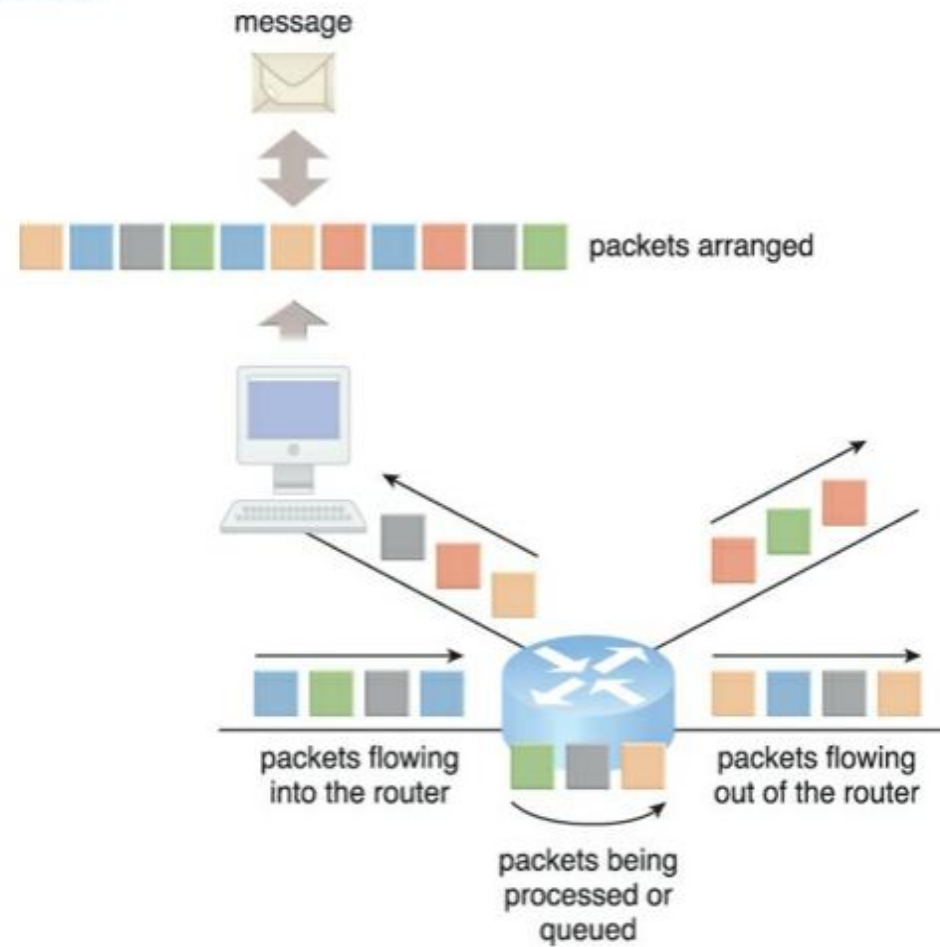 message
packets arranged
packets flowing
into the router
packets flowing
out of the router
packets being
processed or
queued